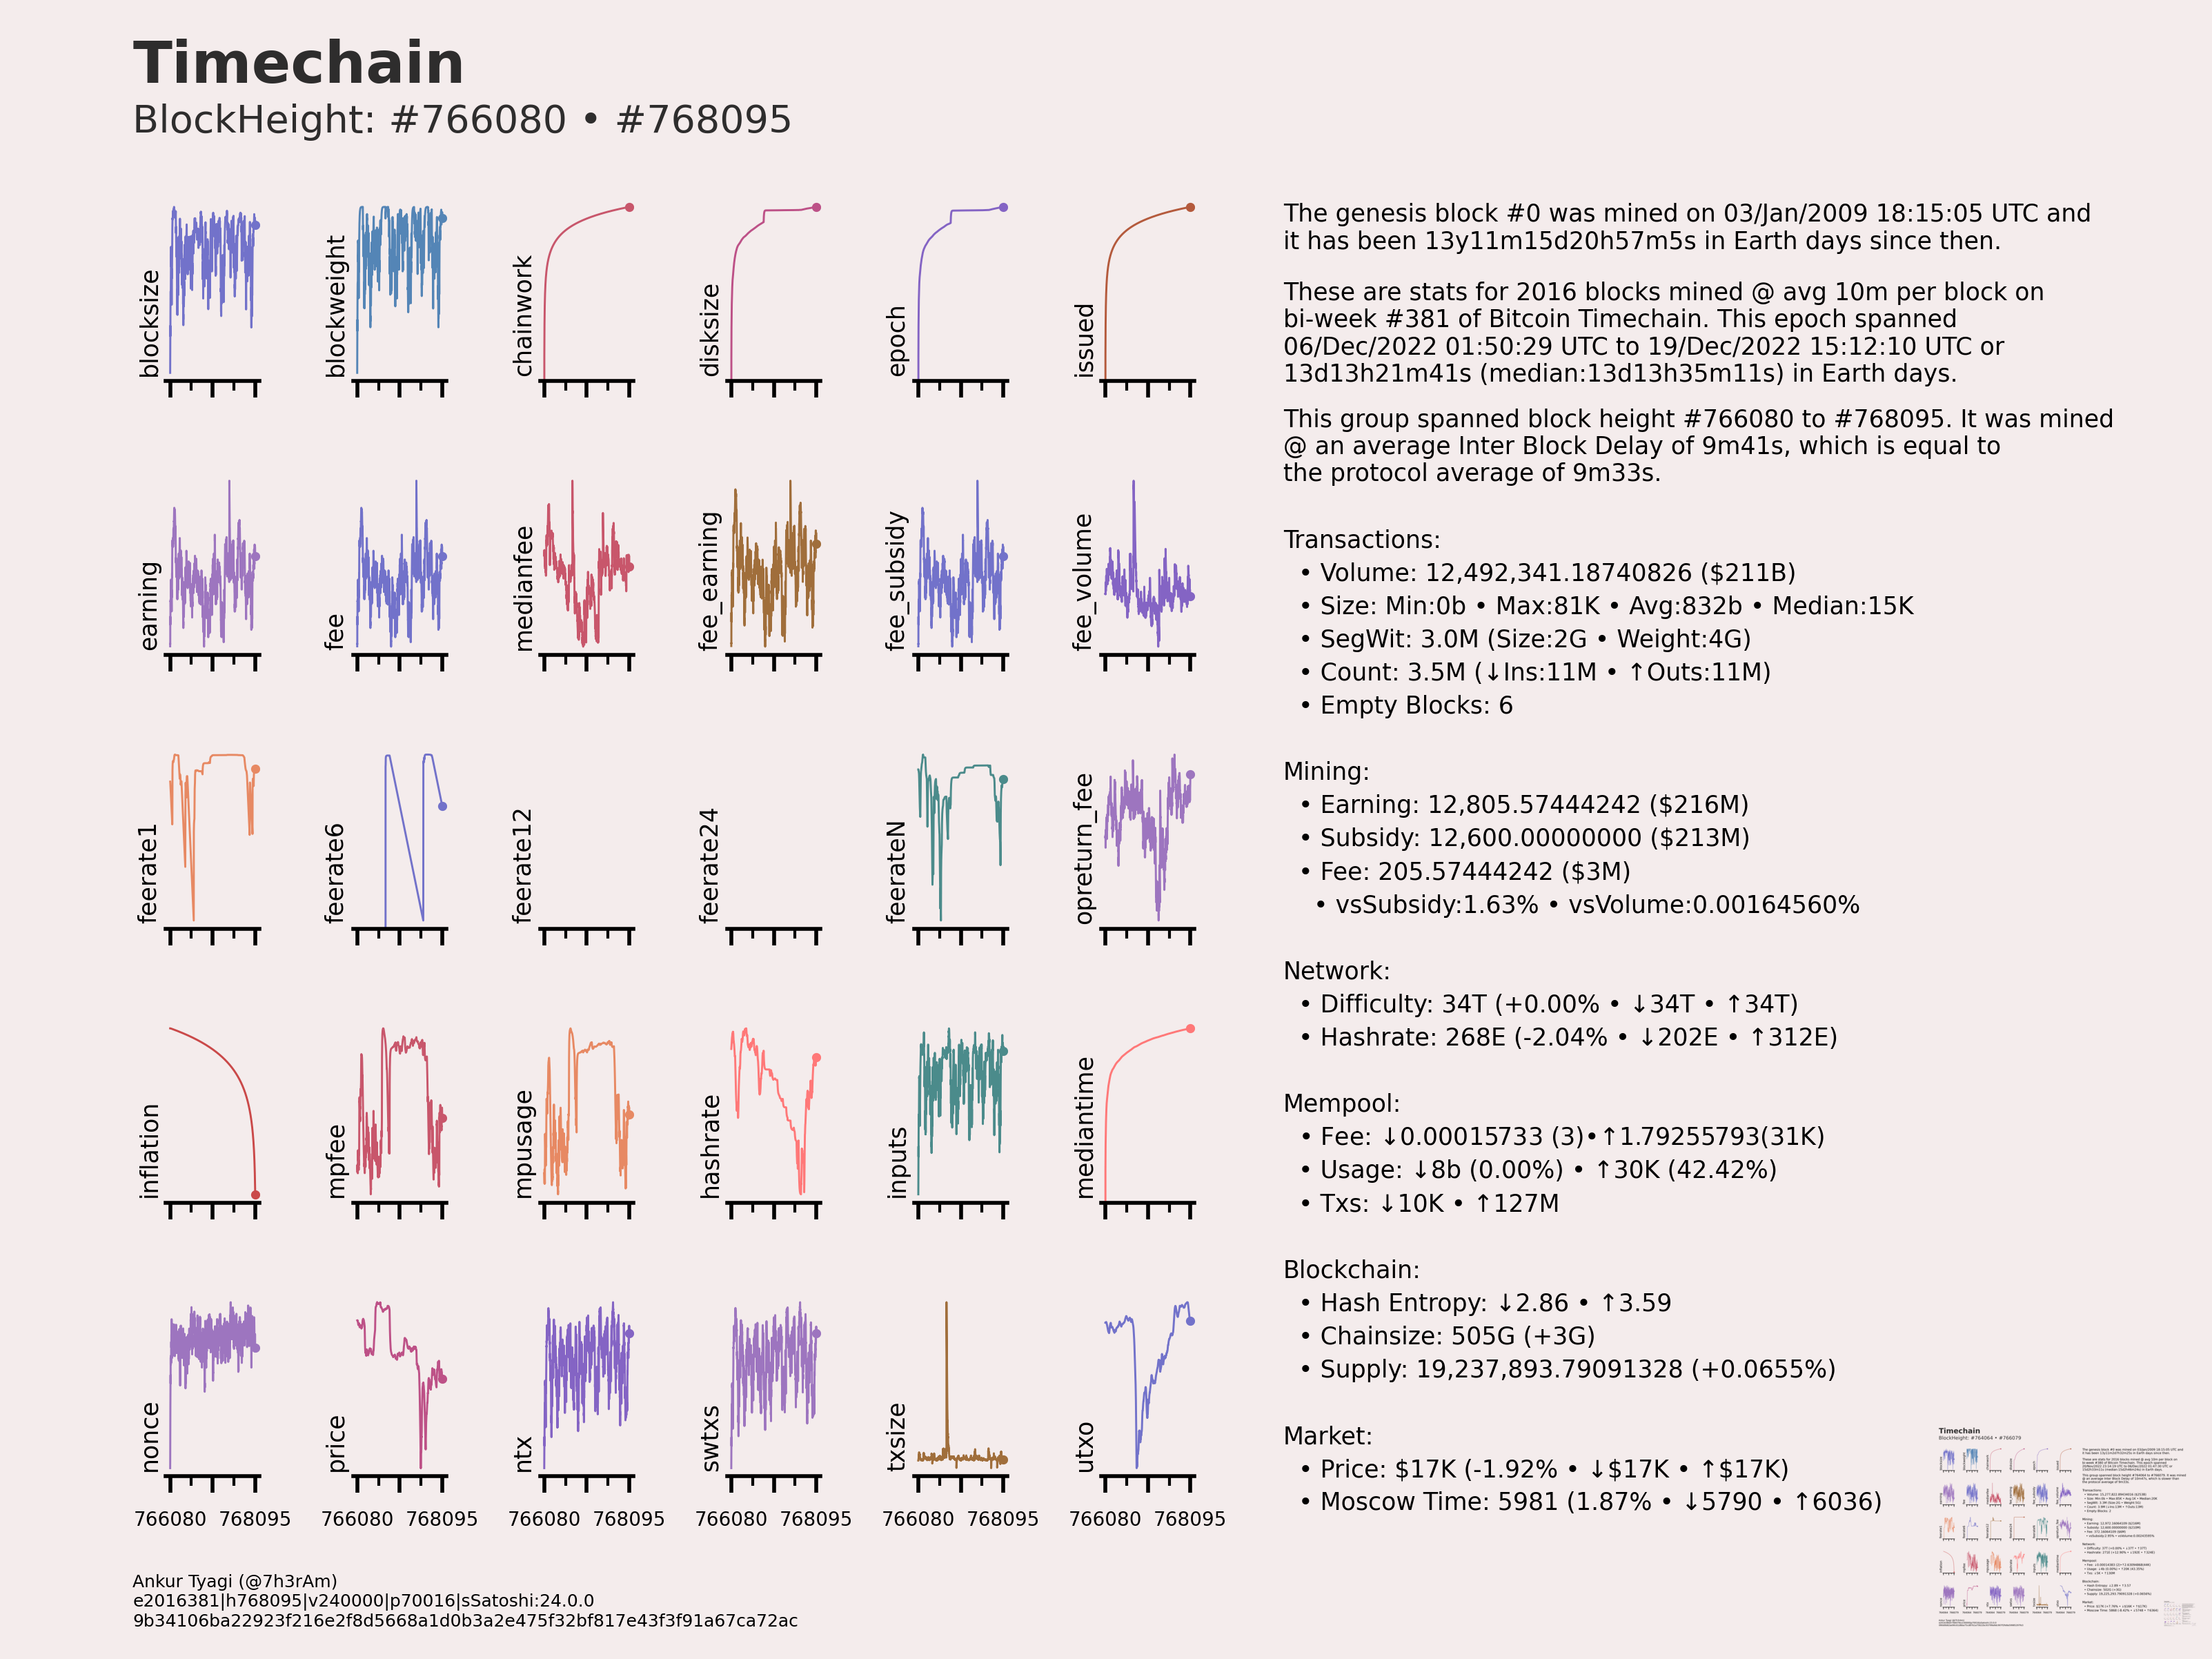 Timechain
BlockHeight: #766080 • #768095
blocksize
blockweight
chainwork
disksize
epoch
issued
earning
fee
medianfee
fee_earning
fee_subsidy
fee_volume
feerate1
feerate6
feerate12
feerate24
feerateN
opreturn_fee
inflation
mpfee
mpusage
hashrate
inputs
mediantime
nonce
price
ntx
swtxs
txsize
utxo
766080 768095 766080 768095 766080 768095 766080 768095 766080 768095 766080 768095
The genesis block #0 was mined on 03/Jan/2009 18:15:05 UTC and
it has been 13y11m15d20h57m5s in Earth days since then.
These are stats for 2016 blocks mined @ avg 10m per block on
bi-week #381 of Bitcoin Timechain. This epoch spanned
06/Dec/2022 01:50:29 UTC to 19/Dec/2022 15:12:10 UTC or
13d13h21m41s (median:13d13h35m11s) in Earth days.
This group spanned block height #766080 to #768095. It was mined
@ an average Inter Block Delay of 9m41s, which is equal to
the protocol average of 9m33s.
Transactions:
• Volume: 12,492,341.18740826 ($211B)
• Size: Min:0b • Max:81K • Avg:832b • Median:15K
• SegWit: 3.0M (Size:2G • Weight:4G)
• Count: 3.5M (↓Ins:11M • ↑Outs:11M)
• Empty Blocks: 6
Mining:
• Earning: 12,805.57444242 ($216M)
• Subsidy: 12,600.00000000 ($213M)
• Fee: 205.57444242 ($3M)
• vsSubsidy:1.63% • vsVolume:0.00164560%
Network:
• Difficulty: 34T (+0.00% • ↓34T • ↑34T)
• Hashrate: 268E (-2.04% • ↓202E • ↑312E)
Mempool:
• Fee: ↓0.00015733 (3)•↑1.79255793(31K)
• Usage: ↓8b (0.00%) • ↑30K (42.42%)
• Txs: ↓10K • ↑127M
Blockchain:
• Hash Entropy: ↓2.86 • ↑3.59
• Chainsize: 505G (+3G)
• Supply: 19,237,893.79091328 (+0.0655%)
Market:
• Price: $17K (-1.92% • ↓$17K • ↑$17K)
• Moscow Time: 5981 (1.87% • ↓5790 • ↑6036)
Ankur Tyagi (@7h3rAm)
e2016381|h768095|v240000|p70016|sSatoshi:24.0.0
9b34106ba22923f216e2f8d5668a1d0b3a2e475f32bf817e43f3f91a67ca72ac
Timechain
BlockHeight: #764064 • #766079